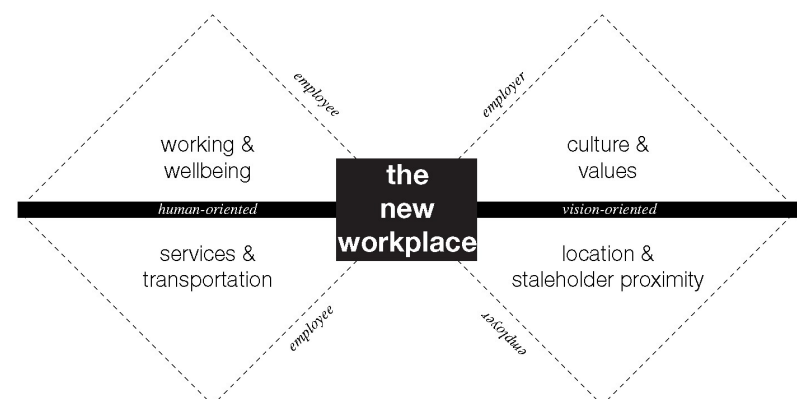 employee
employer
working &
wellbeing
culture &
values
the
new
workplace
human-oriented
vision-oriented
services &
transportation
location &
staleholder proximity
employee
employer